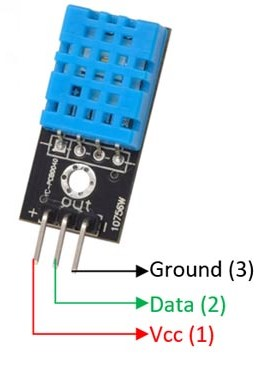 +
out
-
10756W
Ground (3)
Data (2)
Vcc (1)